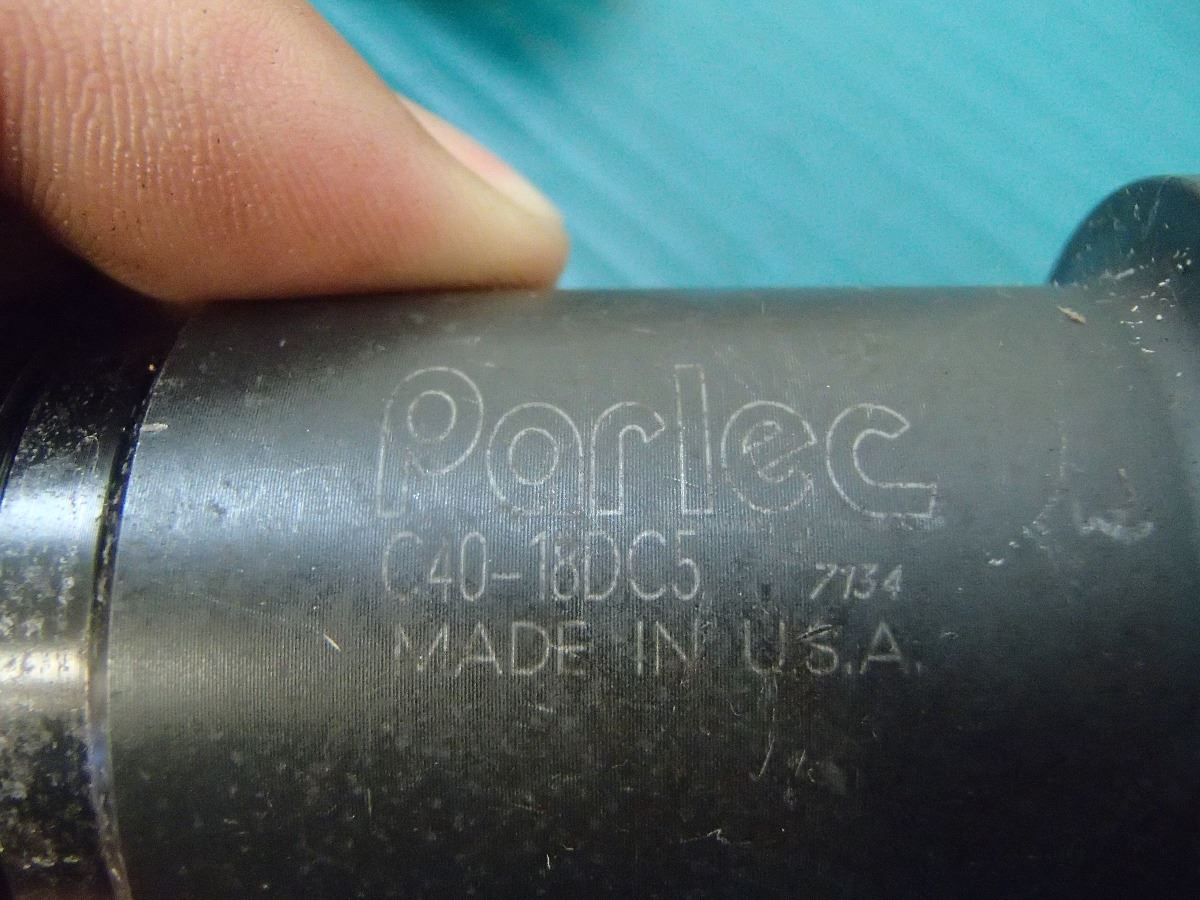 Parlec
C40-18DC5 7134
MADE IN U.S.A.